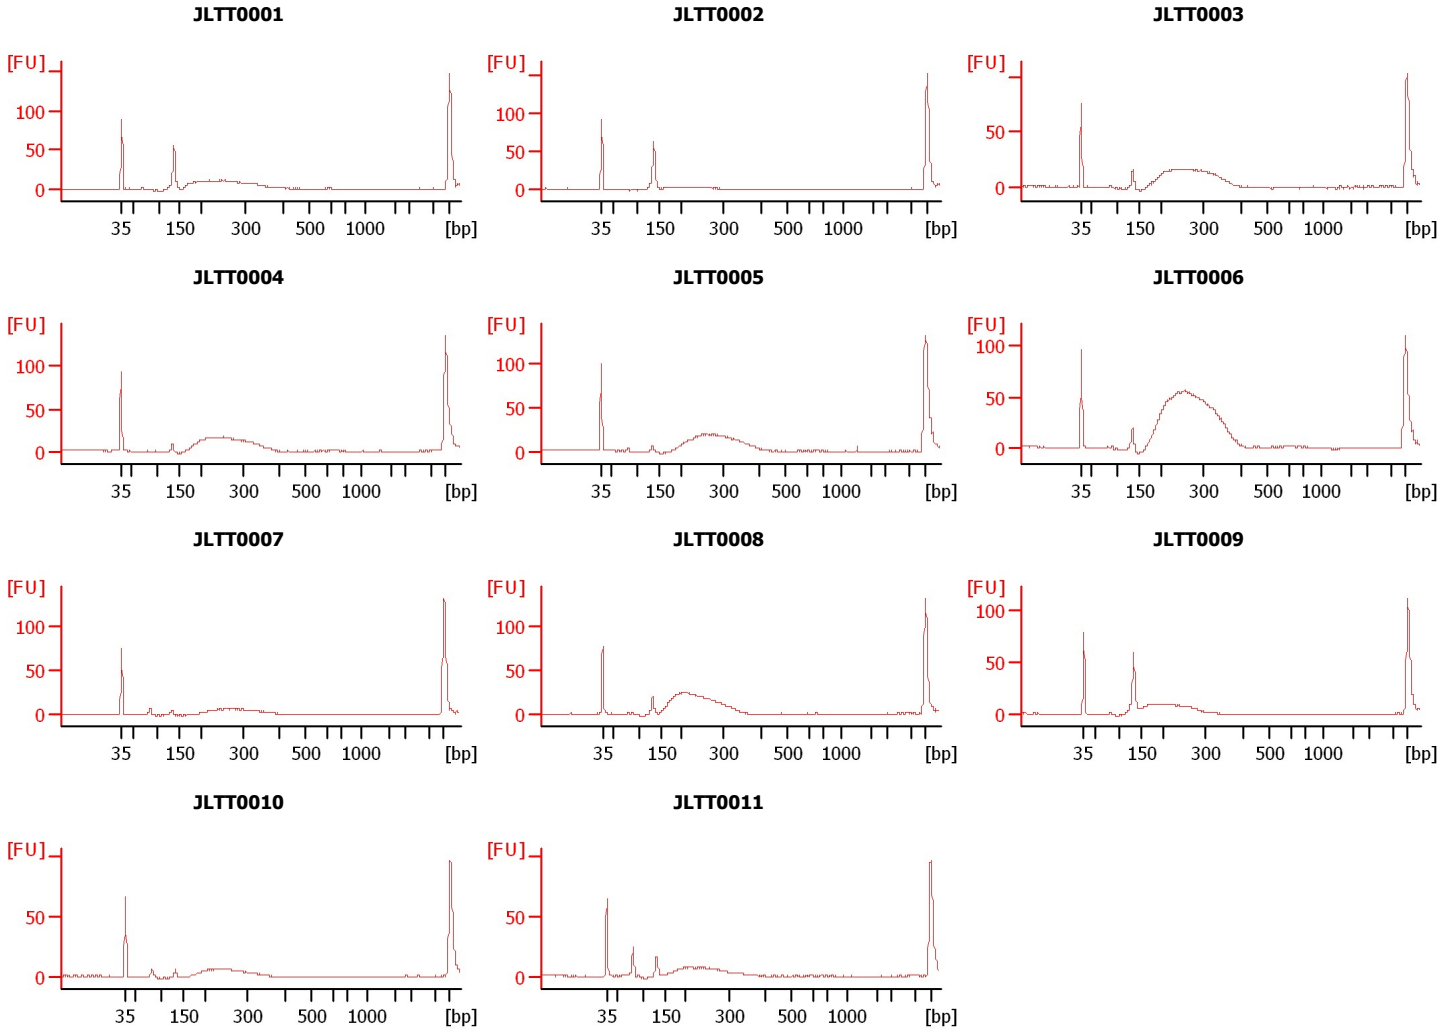 JLTT0001 JLTT0002 JLTT0003
[FU] [FU] [FU]
100 100
50 50 50
0 0 0
35 150 300 500 1000 [bp] 35 150 300 500 1000 [bp] 35 150 300 500 1000 [bp]
JLTT0004 JLTT0005 JLTT0006
[FU] [FU] [FU]
100 100 100
50 50 50
0 0 0
35 150 300 500 1000 [bp] 35 150 300 500 1000 [bp] 35 150 300 500 1000 [bp]
JLTT0007 JLTT0008 JLTT0009
[FU] [FU] [FU]
100 100 100
50 50 50
0 0 0
35 150 300 500 1000 [bp] 35 150 300 500 1000 [bp] 35 150 300 500 1000 [bp]
JLTT0010 JLTT0011
[FU] [FU]
50 50
0 0
35 150 300 500 1000 [bp] 35 150 300 500 1000 [bp]